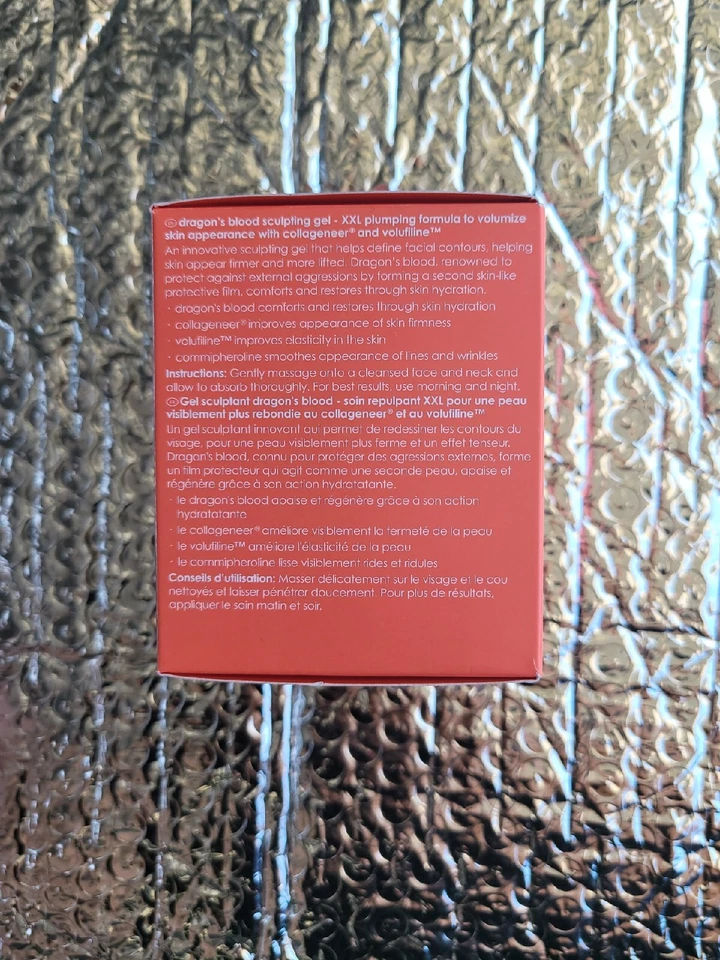 dragon's blood sculpting gel - XXL plumping formula to volumize
skin appearance with collageneer® and volufiline™
An innovative sculpting gel that helps define facial contours, helping
skin appear firmer and more lifted. Dragon's blood, renowned to
protect against external aggressions by forming a second skin-like
protective film, comforts and restores through skin hydration.
· dragon's blood comforts and restores through skin hydration
· collageneer® improves appearance of skin firmness
· volufiline™ improves elasticity in the skin
· commipheroline smoothes appearance of lines and wrinkles
Instructions: Gently massage onto a cleansed face and neck and
allow to absorb thoroughly. For best results, use morning and night.
Gel sculptant dragon's blood - soin repulpant XXL pour une peau
visiblement plus rebondie au collageneer® et au volufiline™
Un gel sculptant innovant qui permet de redessiner les contours du
visage, pour une peau visiblement plus ferme et un effet tenseur.
Dragon's blood, connu pour protéger des agressions externes, forme
un film protecteur qui agit comme une seconde peau, apaise et
régénère grâce à son action hydratatante.
· le dragon's blood apaise et régénère grâce à son action
hydratatante
· le collageneer® améliore visiblement la fermeté de la peau
· le volufiline™ améliore l'élasticité de la peau
· le commipheroline lisse visiblement rides et ridules
Conseils d'utilisation: Masser délicatement sur le visage et le cou
nettoyés et laisser pénétrer doucement. Pour plus de résultats,
appliquer le soin matin et soir.